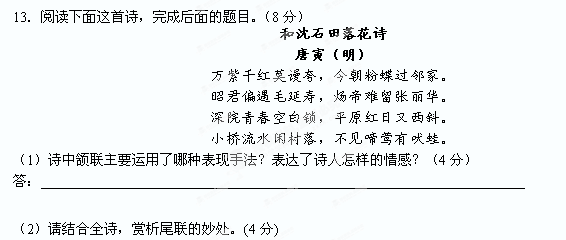 13. 阅读下面这首诗，完成后面的题目。（8 分）
和沈石田落花诗
唐寅（明）
万紫千红莫谩夸，今朝粉蝶过邻家。
昭君偏遇毛延寿，炀帝难留张丽华。
深院青春空白锁，平原红日又西斜。
小桥流水闲村落，不见啼莺有吠蛙。
（1）诗中颔联主要运用了哪种表现手法？表达了诗人怎样的情感？（4 分）
答：
（2）请结合全诗，赏析尾联的妙处。(4 分)